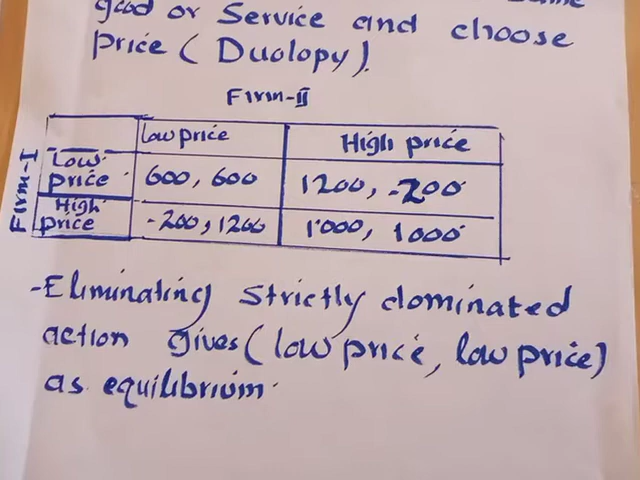 good or Service and choose
price ( Duolopy).
Firm-II
low price High price
Firm-I
Low price 600, 600 1200, -200
High price -200, 1200 1000, 1000
-Eliminating strictly dominated
action gives (low price, low price)
as equilibrium.